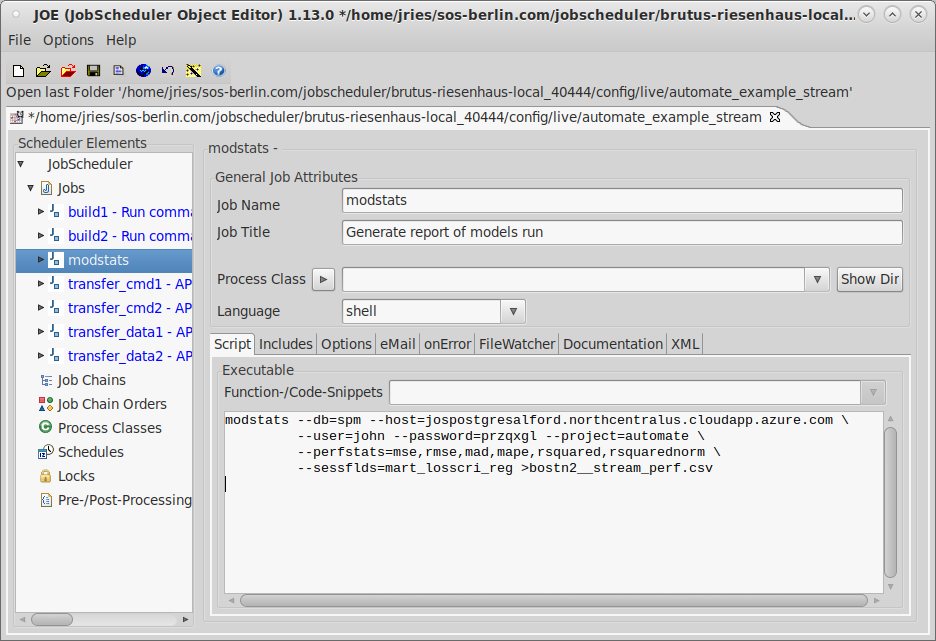 JOE (JobScheduler Object Editor) 1.13.0 */home/jries/sos-berlin.com/jobscheduler/brutus-riesenhaus-local...
File Options Help
Open last Folder '/home/jries/sos-berlin.com/jobscheduler/brutus-riesenhaus-local_40444/config/live/automate_example_stream'
*/home/jries/sos-berlin.com/jobscheduler/brutus-riesenhaus-local_40444/config/live/automate_example_stream
Scheduler Elements
JobScheduler
Jobs
build1 - Run comma
build2 - Run comma
modstats
transfer_cmd1 - AP
transfer_cmd2 - AP
transfer_data1 - AP
transfer_data2 - AP
Job Chains
Job Chain Orders
Process Classes
Schedules
Locks
Pre-/Post-Processing
modstats -
General Job Attributes
Job Name modstats
Job Title Generate report of models run
Process Class Show Dir
Language shell
Script Includes Options eMail onError FileWatcher Documentation XML
Executable
Function-/Code-Snippets
modstats --db=spm --host=jospostgresalford.northcentralus.cloudapp.azure.com \
--user=john --password=przqxgl --project=automate \
--perfstats=mse,rmse,mad,mape,rsquared,rsquarednorm \
--sessflds=mart_losscri_reg >bostn2__stream_perf.csv